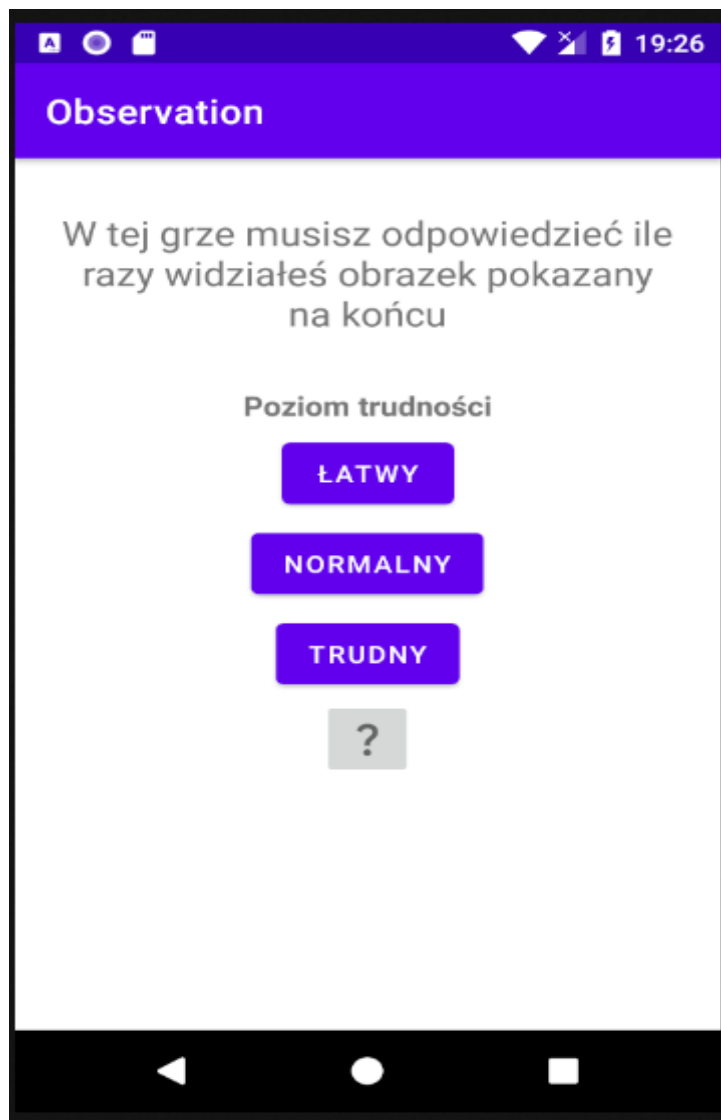 19:26
Observation
W tej grze musisz odpowiedzieć ile
razy widziałeś obrazek pokazany
na końcu
Poziom trudności
ŁATWY
NORMALNY
TRUDNY
?